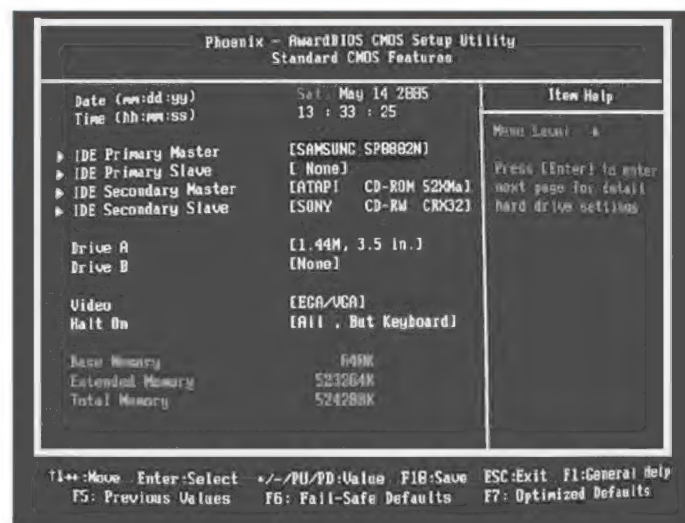 Phoenix - AwardBIOS CMOS Setup Utility
Standard CMOS Features
Date (mm:dd:yy) Sat, May 14 2005
Time (hh:mm:ss) 13 : 33 : 25
IDE Primary Master [SAMSUNG SP0802N]
IDE Primary Slave [ None]
IDE Secondary Master [ATAPI CD-ROM 52XMa]
IDE Secondary Slave [SONY CD-RW CRX32]
Drive A [1.44M, 3.5 in.]
Drive B [None]
Video [EGA/VGA]
Halt On [All , But Keyboard]
Base Memory 640K
Extended Memory 523264K
Total Memory 524288K
Item Help
Menu Level ▸
Press [Enter] to enter
next page for detail
hard drive settings
↑↓→←:Move Enter:Select +/-/PU/PD:Value F10:Save ESC:Exit F1:General Help
F5: Previous Values F6: Fail-Safe Defaults F7: Optimized Defaults